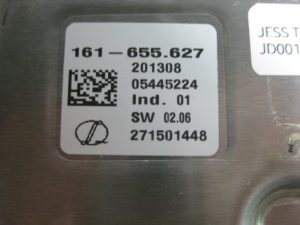 161-655.627
201308
05445224
Ind. 01
SW 02.06
271501448
JESS T
JD001